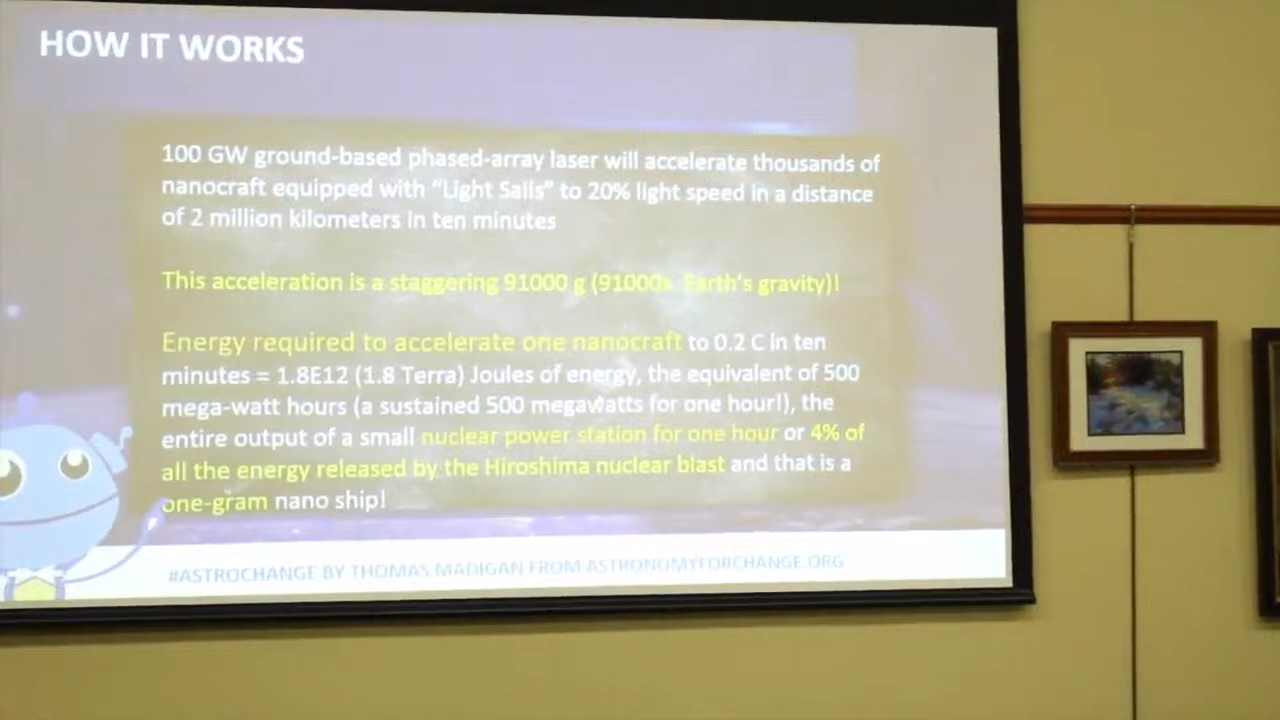 HOW IT WORKS
100 GW ground-based phased-array laser will accelerate thousands of
nanocraft equipped with "Light Sails" to 20% light speed in a distance
of 2 million kilometers in ten minutes
This acceleration is a staggering 91000 g (91000x Earth's gravity)!
Energy required to accelerate one nanocraft to 0.2 C in ten
minutes = 1.8E12 (1.8 Terra) Joules of energy, the equivalent of 500
mega-watt hours (a sustained 500 megawatts for one hour!), the
entire output of a small nuclear power station for one hour or 4% of
all the energy released by the Hiroshima nuclear blast and that is a
one-gram nano ship!
#ASTROCHANGE BY THOMAS MADIGAN FROM ASTRONOMYFORCHANGE.ORG